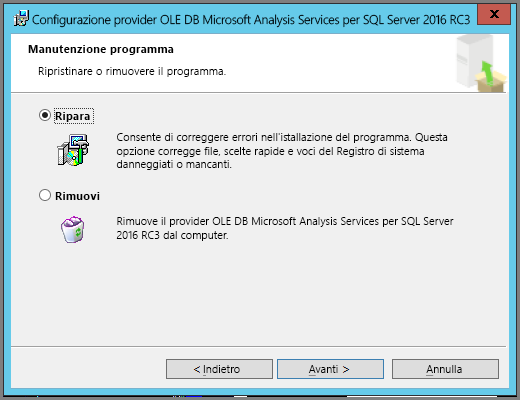 Configurazione provider OLE DB Microsoft Analysis Services per SQL Server 2016 RC3
Manutenzione programma
Ripristinare o rimuovere il programma.
Ripara
Consente di correggere errori nell'istallazione del programma. Questa
opzione corregge file, scelte rapide e voci del Registro di sistema
danneggiati o mancanti.
Rimuovi
Rimuove il provider OLE DB Microsoft Analysis Services per SQL Server
2016 RC3 dal computer.
< Indietro
Avanti >
Annulla